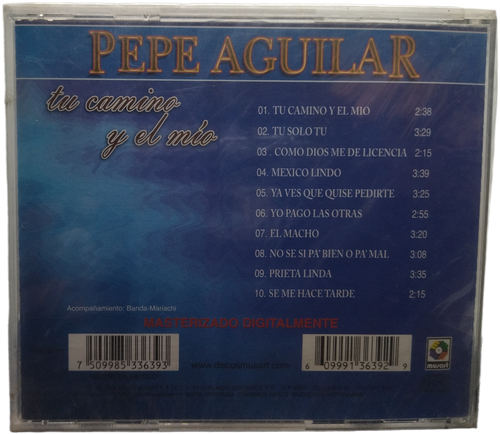 PEPE AGUILAR
tu camino
y el mío
01. TU CAMINO Y EL MIO 2:38
02. TU SOLO TU 3:29
03. COMO DIOS ME DE LICENCIA 2:15
04. MEXICO LINDO 3:39
05. YA VES QUE QUISE PEDIRTE 3:25
06. YO PAGO LAS OTRAS 2:55
07. EL MACHO 3:20
08. NO SE SI PA' BIEN O PA' MAL 3:08
09. PRIETA LINDA 3:35
10. SE ME HACE TARDE 2:15
Acompañamiento: Banda-Mariachi
MASTERIZADO DIGITALMENTE
7 509985 336393
www.discosmusart.com
6 09991 36392 9
musart